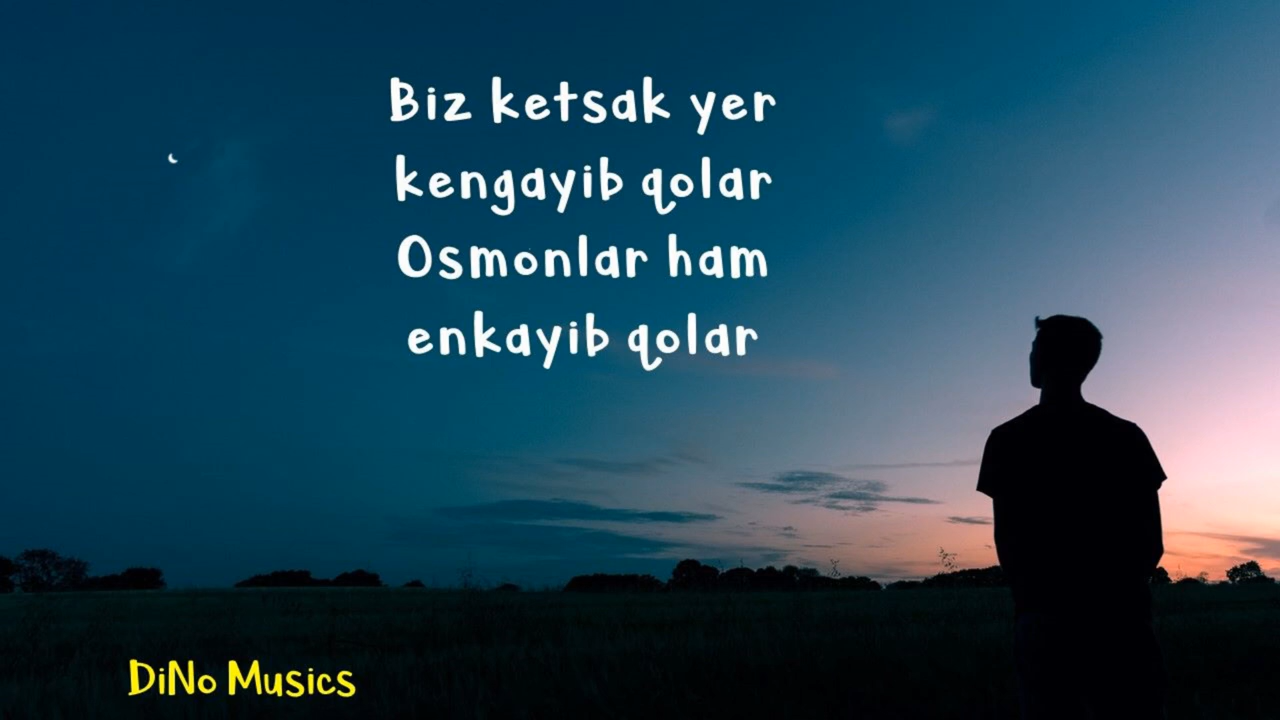 Biz ketsak yer
kengayib qolar
Osmonlar ham
enkayib qolar
DiNo Musics